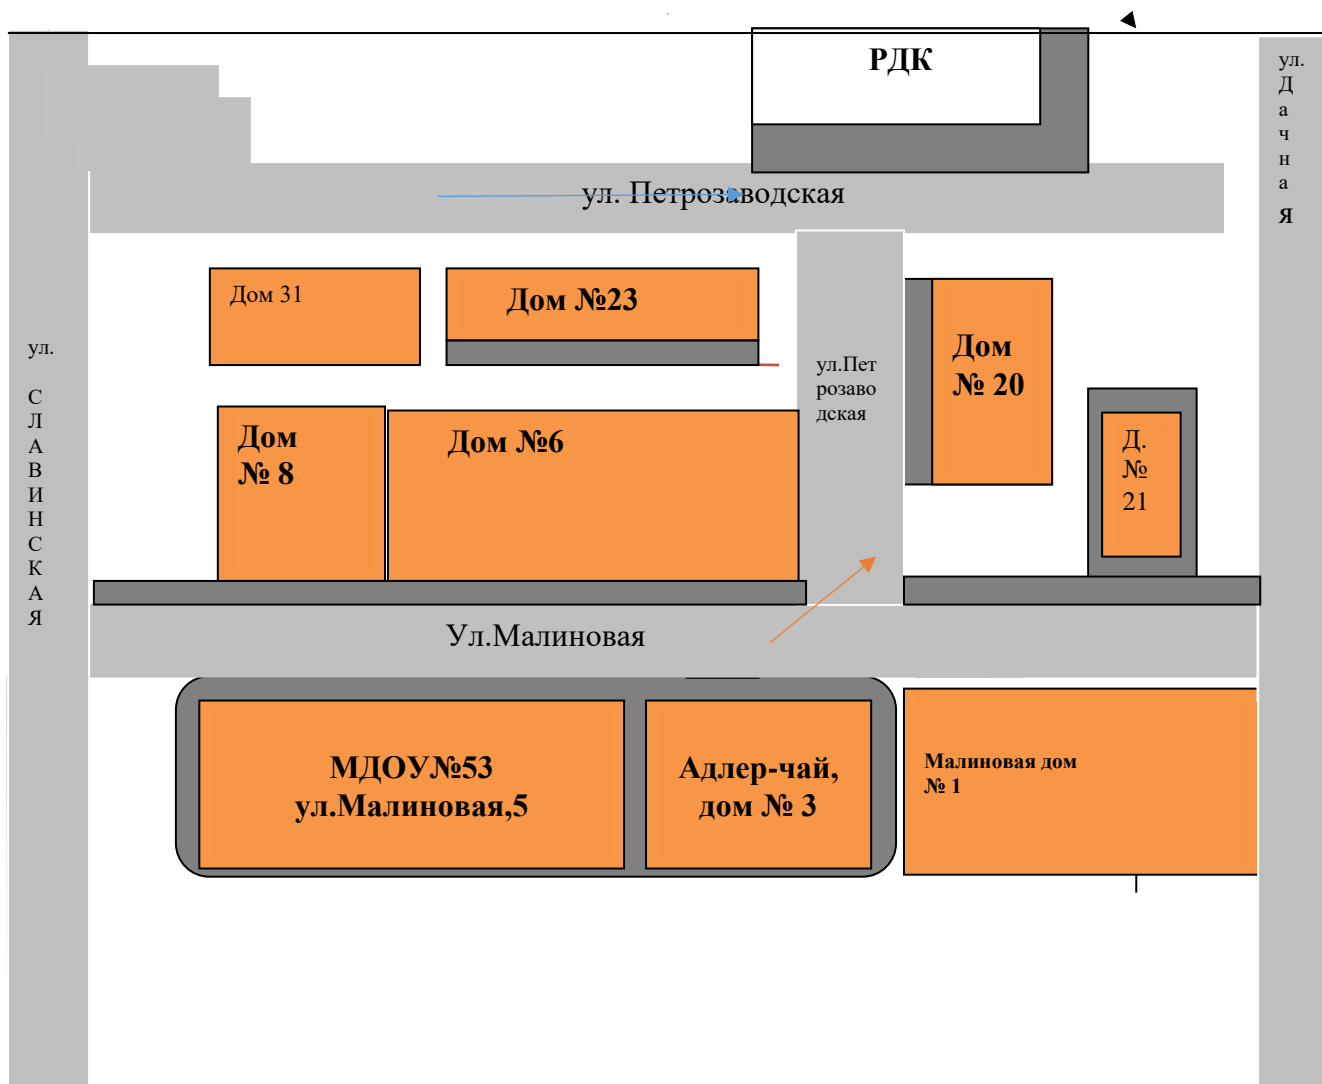 РДК
ул.
Д
а
ч
н
а
я
ул. Петрозаводская
Дом 31
Дом №23
ул.
С
Л
А
В
И
Н
С
К
А
Я
ул.Пет
розаво
дская
Дом
№ 20
Дом
№ 8
Дом №6
Д.
№
21
Ул.Малиновая
МДОУ№53
ул.Малиновая,5
Адлер-чай,
дом № 3
Малиновая дом
№ 1